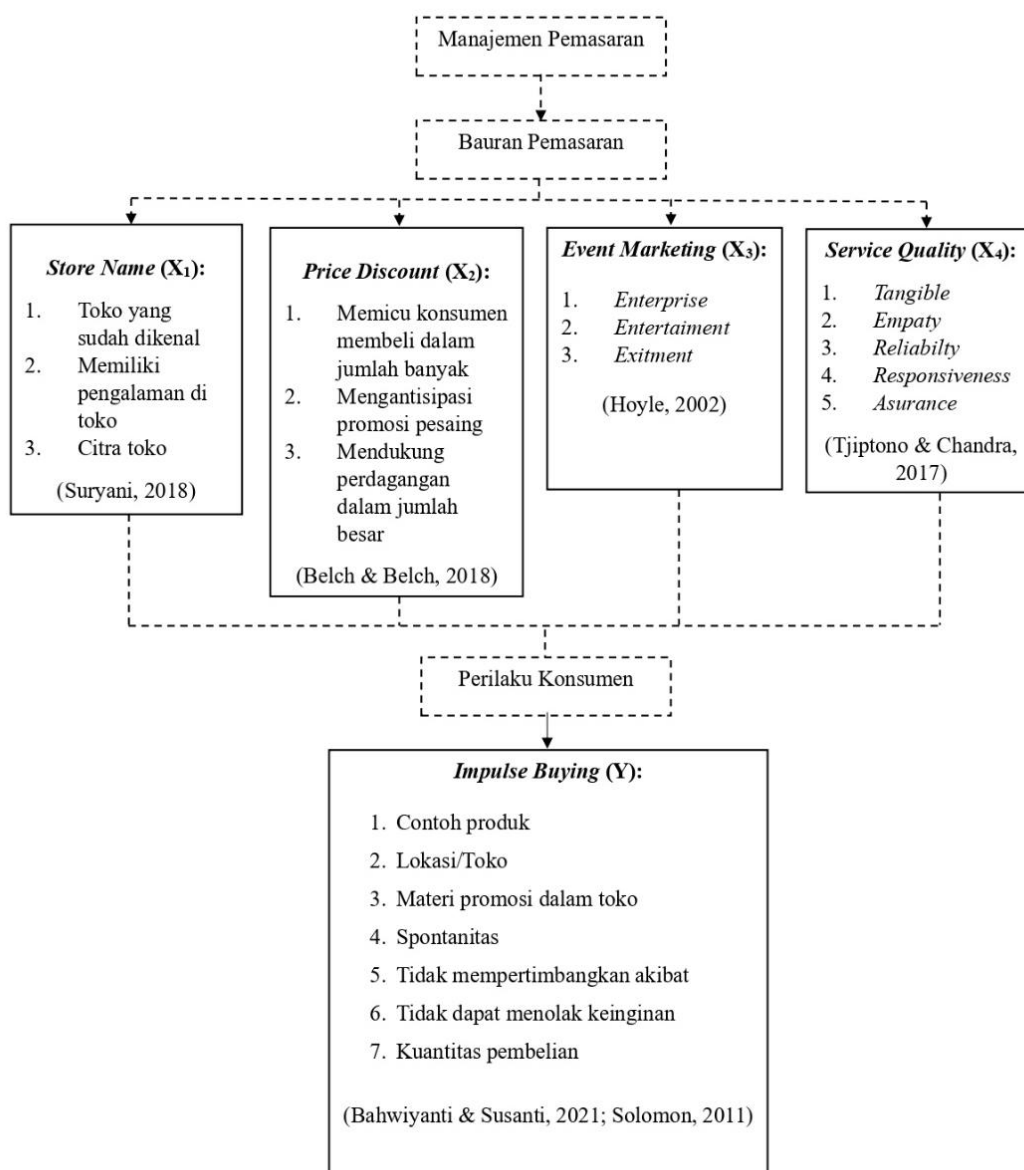 Manajemen Pemasaran
Bauran Pemasaran
Store Name (X₁):
1. Toko yang
sudah dikenal
2. Memiliki
pengalaman di
toko
3. Citra toko
(Suryani, 2018)
Price Discount (X₂):
1. Memicu konsumen
membeli dalam
jumlah banyak
2. Mengantisipasi
promosi pesaing
3. Mendukung
perdagangan
dalam jumlah
besar
(Belch & Belch, 2018)
Event Marketing (X₃):
1. Enterprise
2. Entertaiment
3. Exitment
(Hoyle, 2002)
Service Quality (X₄):
1. Tangible
2. Empaty
3. Reliabilty
4. Responsiveness
5. Asurance
(Tjiptono & Chandra,
2017)
Perilaku Konsumen
Impulse Buying (Y):
1. Contoh produk
2. Lokasi/Toko
3. Materi promosi dalam toko
4. Spontanitas
5. Tidak mempertimbangkan akibat
6. Tidak dapat menolak keinginan
7. Kuantitas pembelian
(Bahwiyanti & Susanti, 2021; Solomon, 2011)